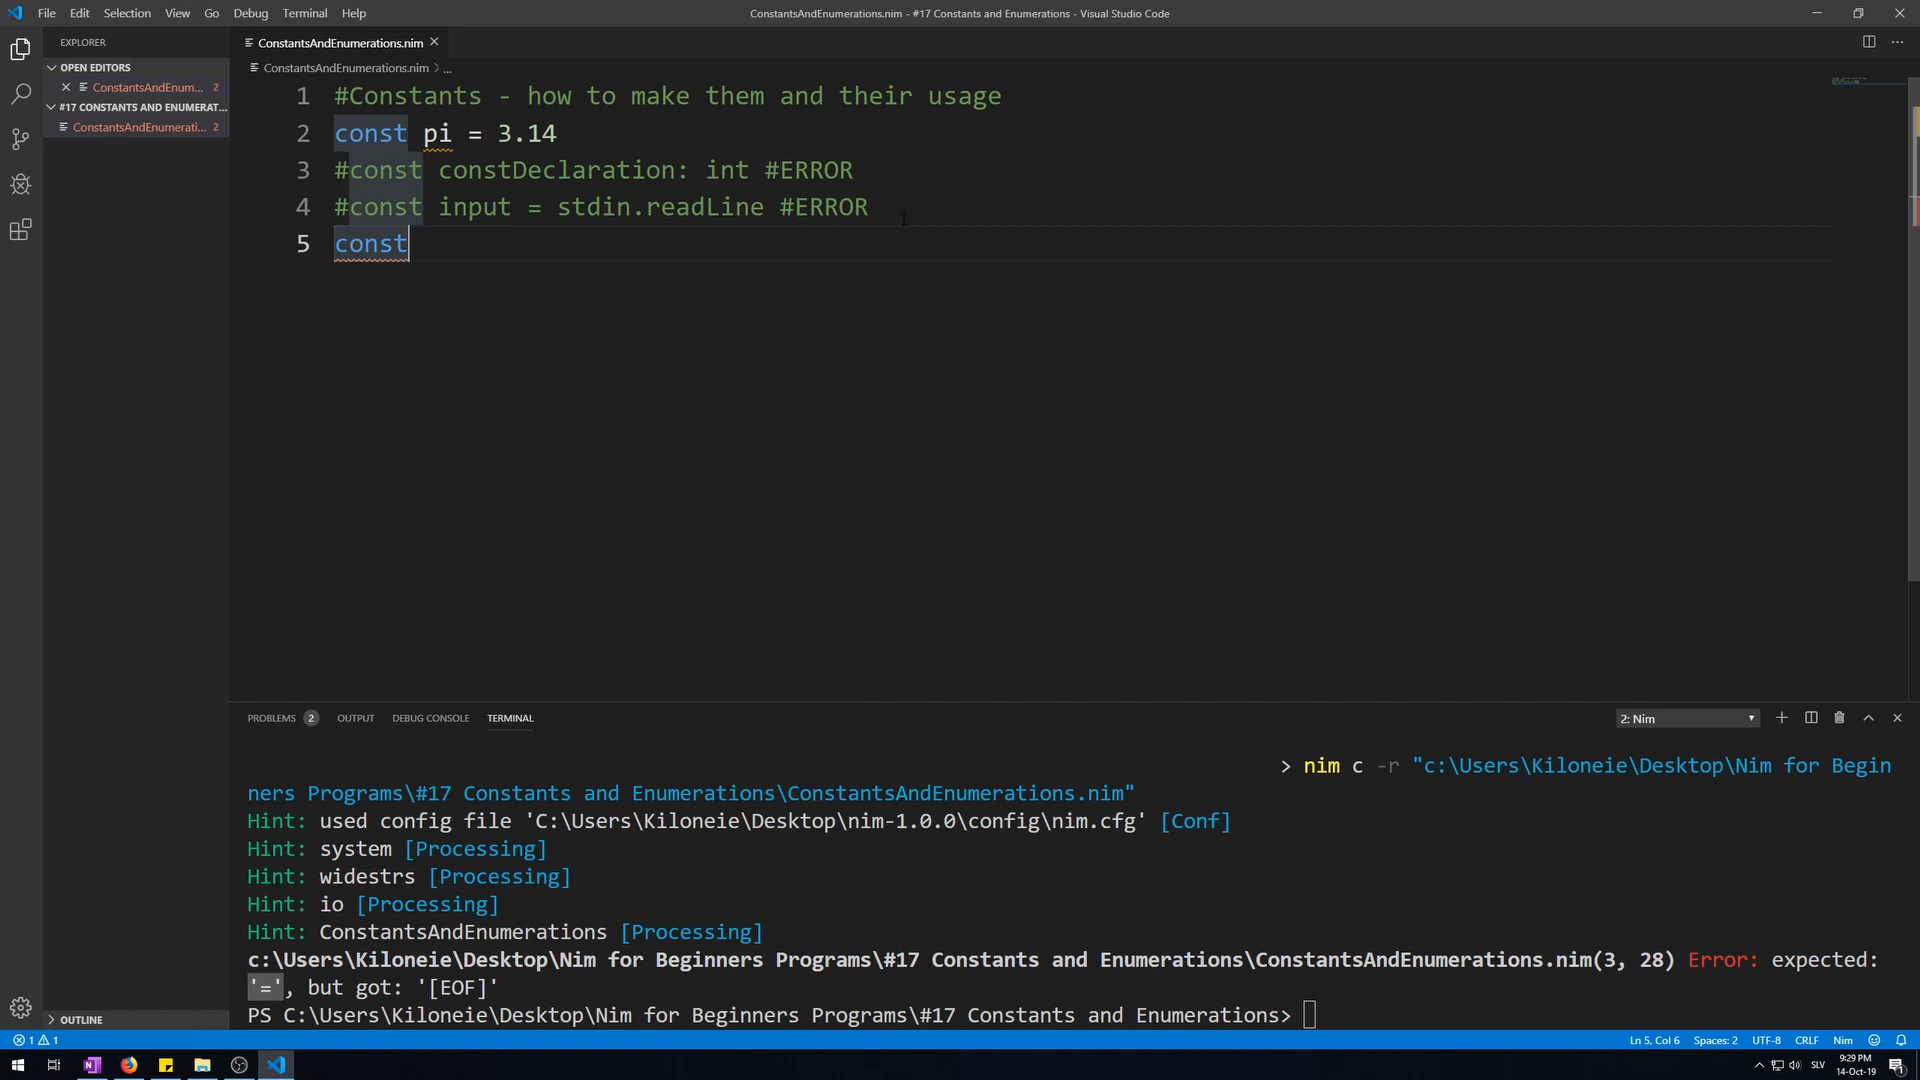 File Edit Selection View Go Debug Terminal Help
ConstantsAndEnumerations.nim - #17 Constants and Enumerations - Visual Studio Code
EXPLORER
ConstantsAndEnumerations.nim
OPEN EDITORS
ConstantsAndEnumerations.nim > ...
ConstantsAndEnum... 2
#17 CONSTANTS AND ENUMERAT...
ConstantsAndEnumerati... 2
1 #Constants - how to make them and their usage
2 const pi = 3.14
3 #const constDeclaration: int #ERROR
4 #const input = stdin.readLine #ERROR
5 const
PROBLEMS 2 OUTPUT DEBUG CONSOLE TERMINAL
2: Nim
> nim c -r "c:\Users\Kiloneie\Desktop\Nim for Begin
ners Programs\#17 Constants and Enumerations\ConstantsAndEnumerations.nim"
Hint: used config file 'C:\Users\Kiloneie\Desktop\nim-1.0.0\config\nim.cfg' [Conf]
Hint: system [Processing]
Hint: widestrs [Processing]
Hint: io [Processing]
Hint: ConstantsAndEnumerations [Processing]
c:\Users\Kiloneie\Desktop\Nim for Beginners Programs\#17 Constants and Enumerations\ConstantsAndEnumerations.nim(3, 28) Error: expected:
'=', but got: '[EOF]'
PS C:\Users\Kiloneie\Desktop\Nim for Beginners Programs\#17 Constants and Enumerations>
OUTLINE
1 1
Ln 5, Col 6 Spaces: 2 UTF-8 CRLF Nim
SLV
9:29 PM
14-Oct-19